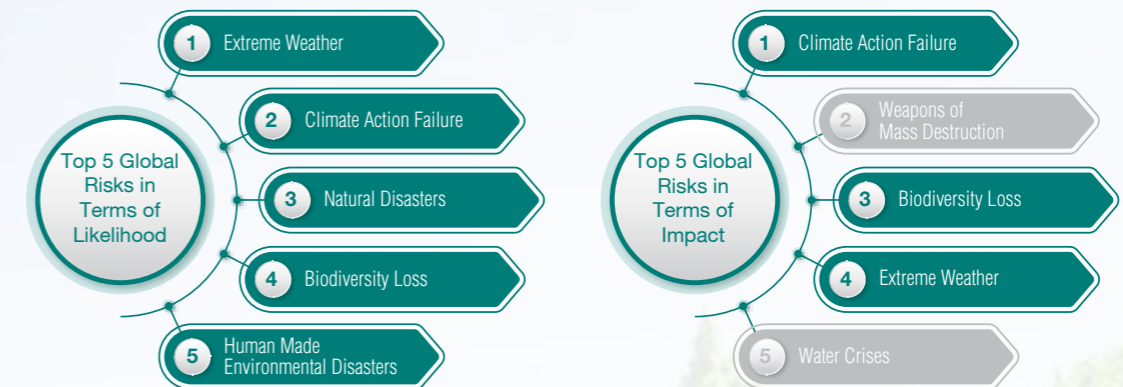 Top 5 Global
Risks in
Terms of
Likelihood
1 Extreme Weather
2 Climate Action Failure
3 Natural Disasters
4 Biodiversity Loss
5 Human Made
Environmental Disasters
Top 5 Global
Risks in
Terms of
Impact
1 Climate Action Failure
2 Weapons of
Mass Destruction
3 Biodiversity Loss
4 Extreme Weather
5 Water Crises